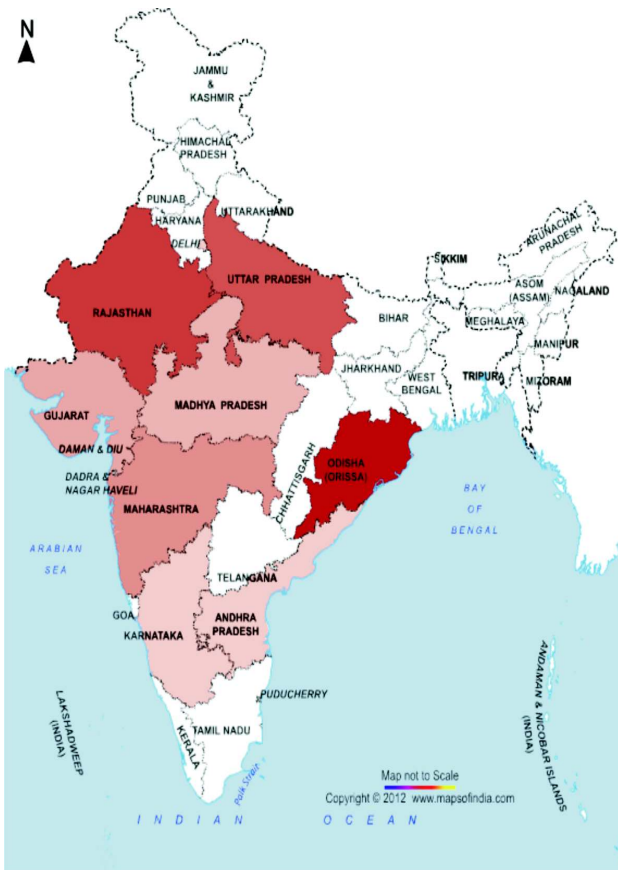 N
JAMMU
&
KASHMIR
HIMACHAL
PRADESH
PUNJAB
UTTARAKHAND
HARYANA
DELHI
ARUNACHAL
PRADESH
SIKKIM
ASOM
(ASSAM)
NAGALAND
UTTAR PRADESH
RAJASTHAN
BIHAR
MEGHALAYA
MANIPUR
JHARKHAND
WEST
BENGAL
TRIPURA
MIZORAM
GUJARAT
MADHYA PRADESH
DAMAN & DIU
DADRA &
NAGAR HAVELI
CHHATTISGARH
ODISHA
(ORISSA)
MAHARASHTRA
BAY
OF
BENGAL
ARABIAN
SEA
TELANGANA
GOA
KARNATAKA
ANDHRA
PRADESH
PUDUCHERRY
LAKSHADWEEP
(INDIA)
KERALA
TAMIL NADU
ANDAMAN & NICOBAR ISLANDS
(INDIA)
Palk Strait
Map not to Scale
Copyright © 2012 www.mapsofindia.com
INDIAN OCEAN